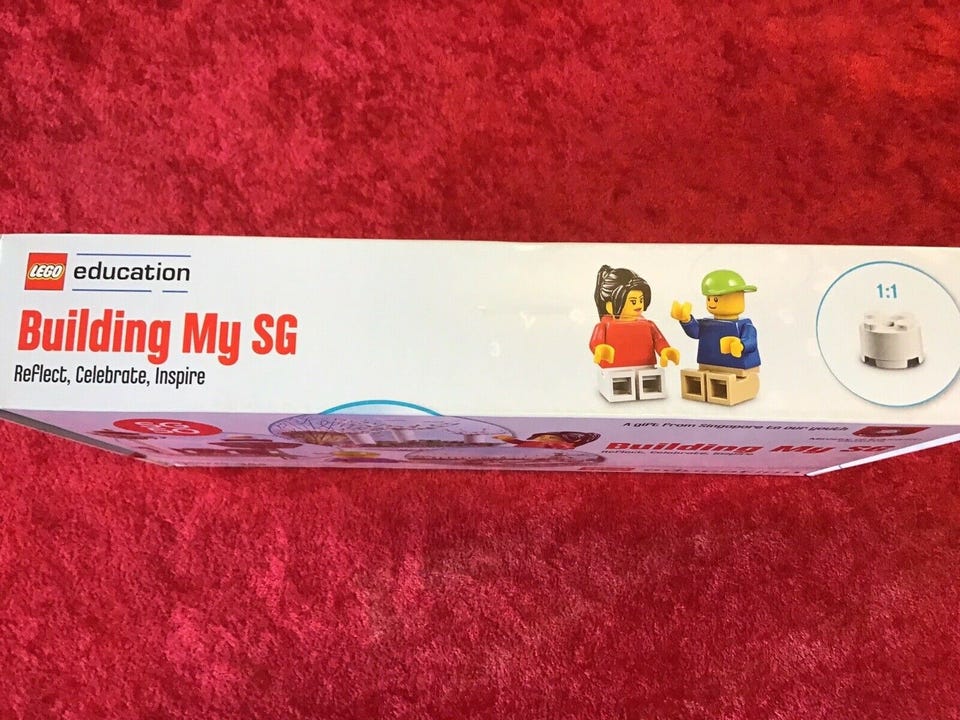 LEGO education
Building My SG
Reflect, Celebrate, Inspire
1:1
A gift from Singapore to our youth
Building My SG